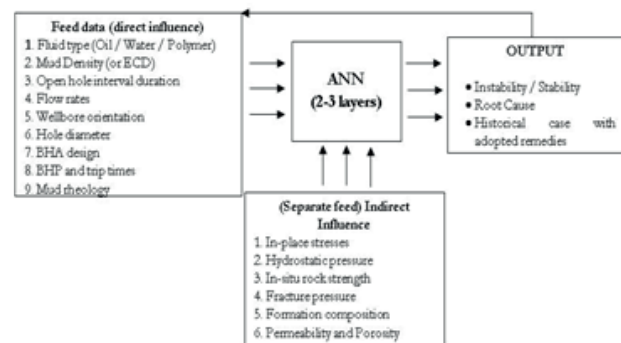 Feed data (direct influence)
1. Fluid type (Oil / Water / Polymer)
2. Mud Density (or ECD)
3. Open hole interval duration
4. Flow rates
5. Wellbore orientation
6. Hole diameter
7. BHA design
8. BHP and trip times
9. Mud rheology
ANN
(2-3 layers)
OUTPUT
• Instability / Stability
• Root Cause
• Historical case with
adopted remedies
(Separate feed) Indirect
Influence
1. In-place stresses
2. Hydrostatic pressure
3. In-situ rock strength
4. Fracture pressure
5. Formation composition
6. Permeability and Porosity